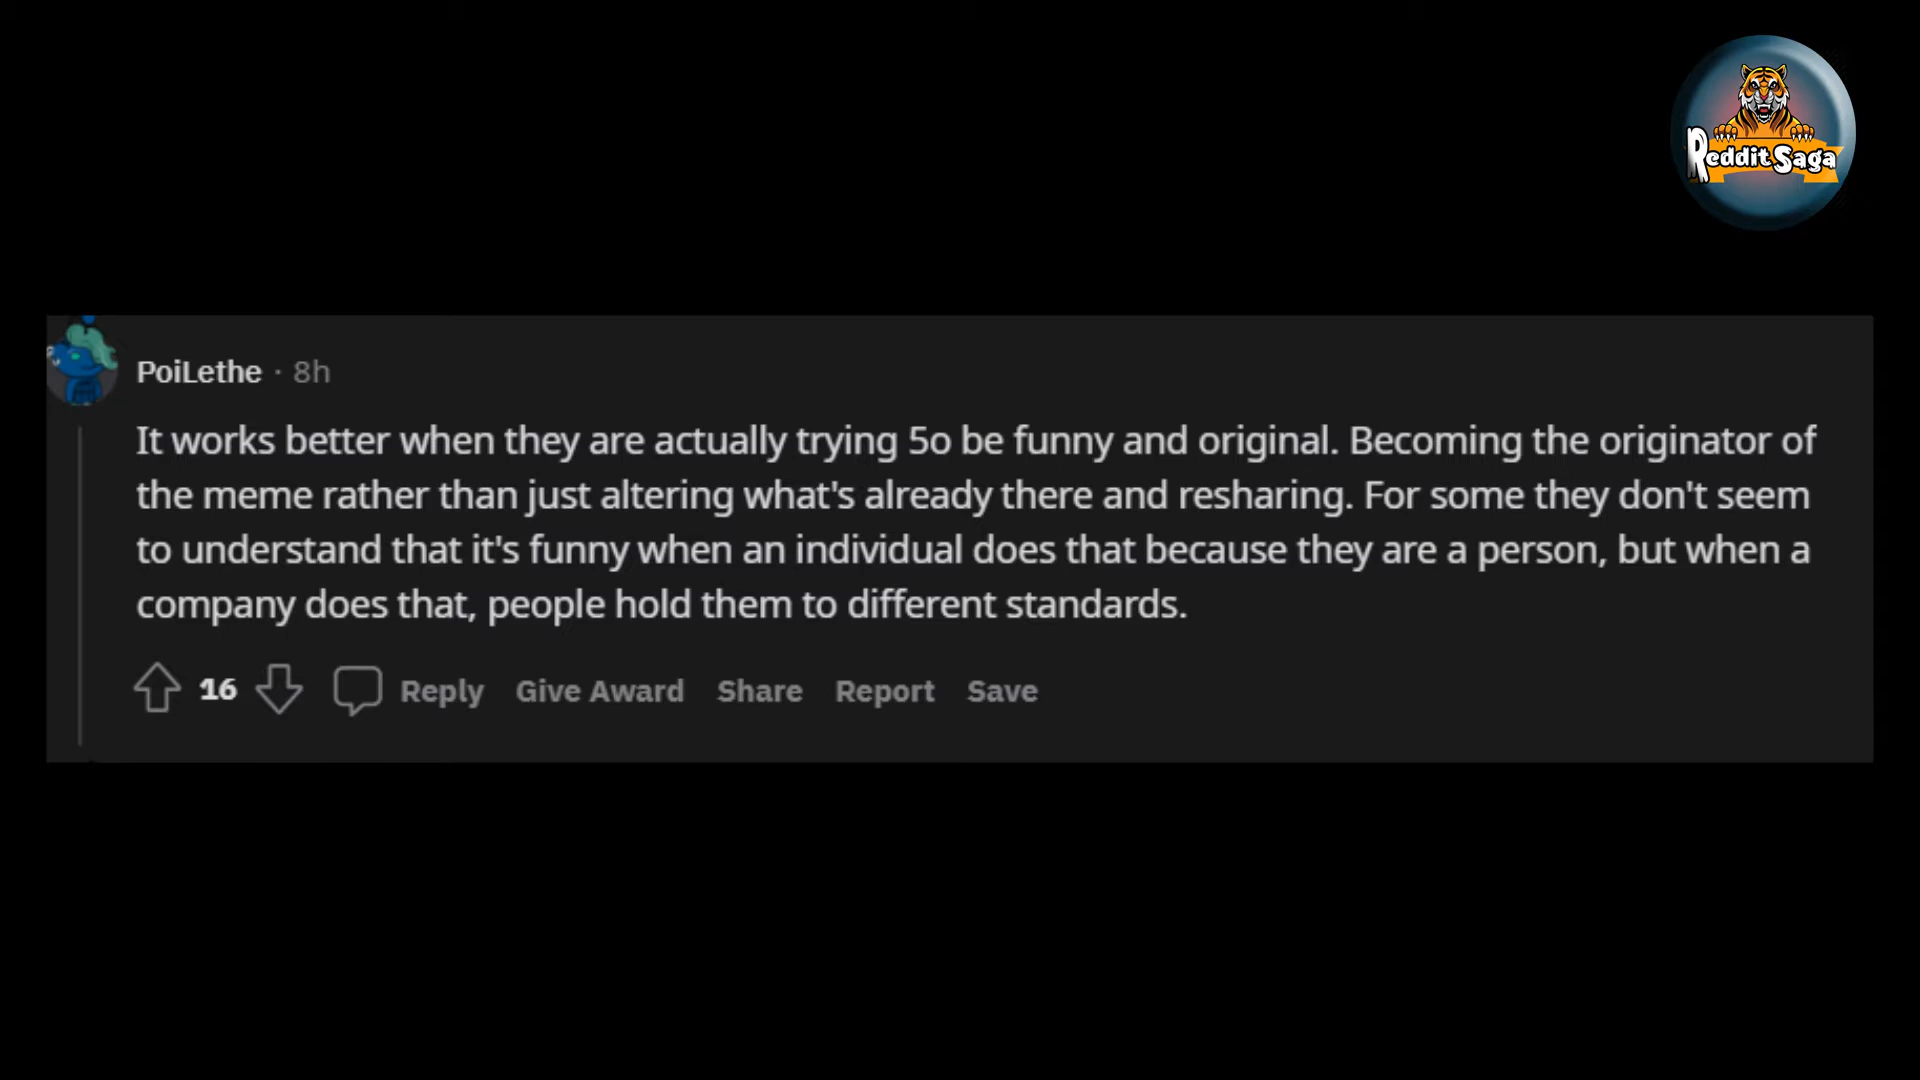 Reddit Saga
PoiLethe · 8h
It works better when they are actually trying 5o be funny and original. Becoming the originator of
the meme rather than just altering what's already there and resharing. For some they don't seem
to understand that it's funny when an individual does that because they are a person, but when a
company does that, people hold them to different standards.
16 Reply Give Award Share Report Save